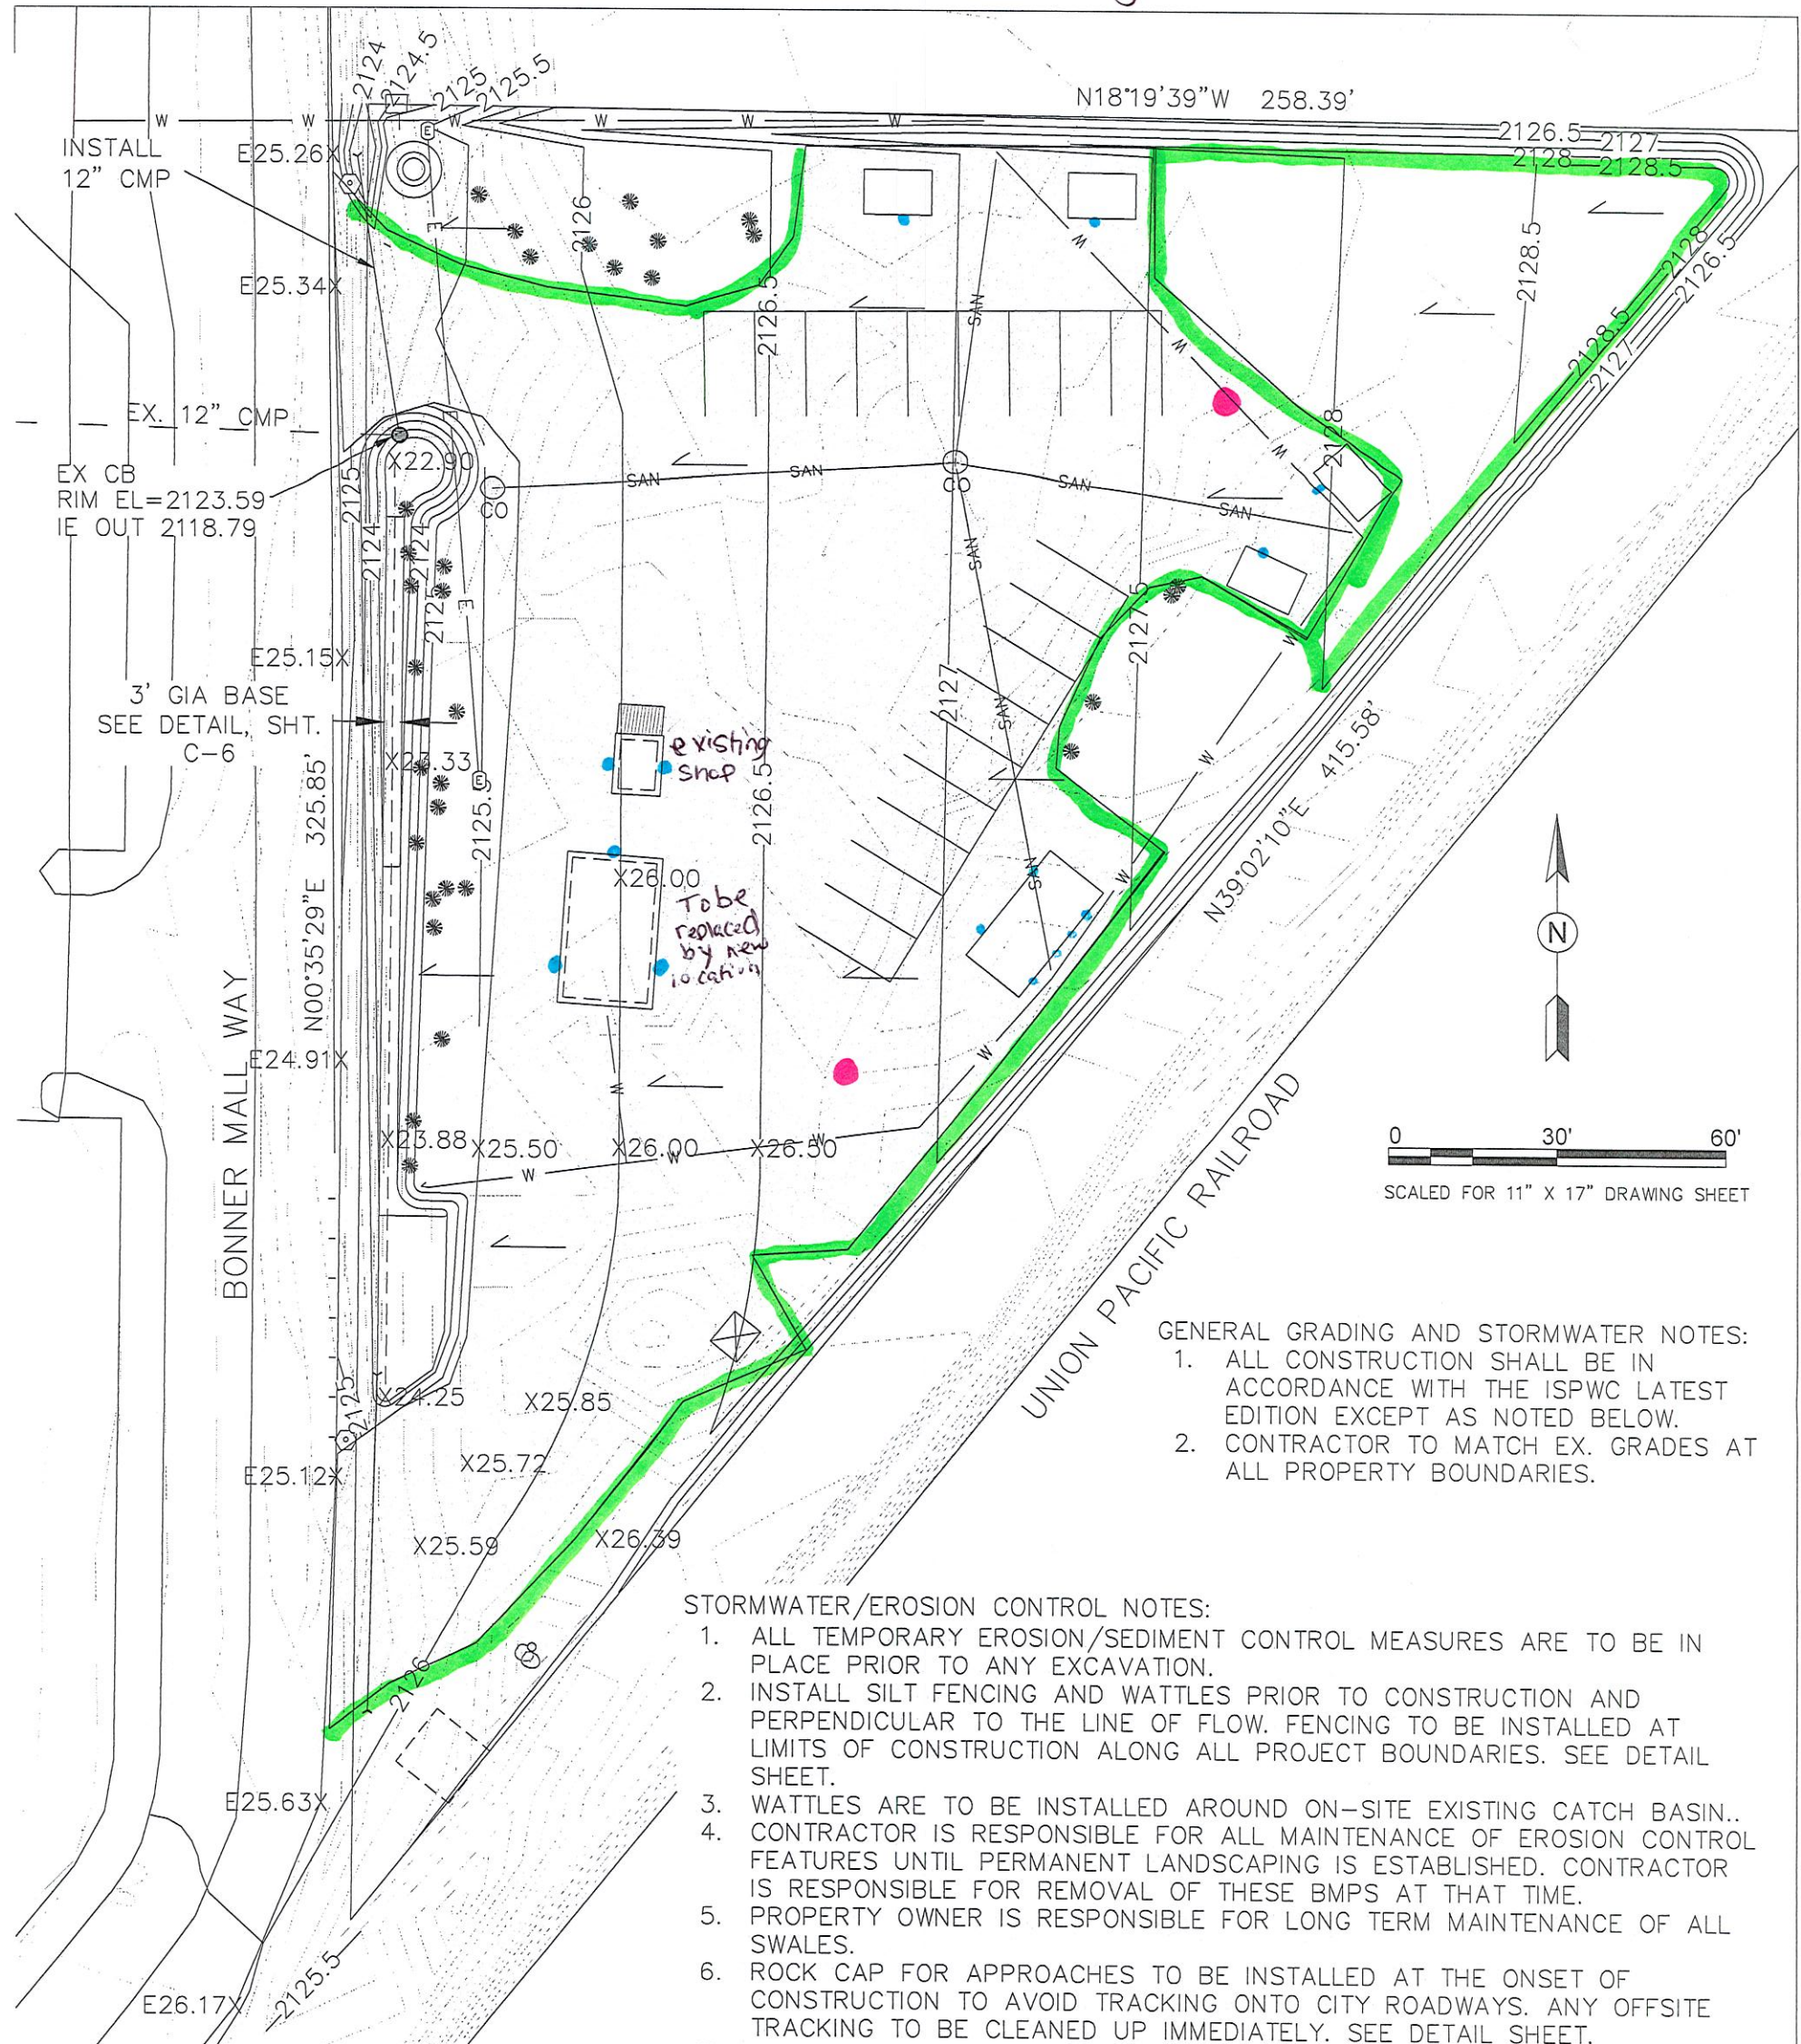 N18°19'39"W 258.39'
2124
2124.5
2125
2125.5
W
W
W
W
W
W
2126.5
2127
2128
2128.5
INSTALL
12" CMP
E25.26X
E
E
2126
E25.34X
2126.5
SAN
W
W
W
2128.5
2128
2126.5
2128.5
2127
2128
EX. 12" CMP
EX CB
RIM EL=2123.59
IE OUT 2118.79
X22.90
CO
SAN
SAN
CO
SAN
SAN
SAN
2125
2124
2124
2125
E
E
E25.15X
3' GIA BASE
SEE DETAIL, SHT.
C-6
X23.33
E
2125.5
existing
shop
2126.5
2127
SAN
2127.5
W
W
W
W
SAN
X26.00
To be
replaced
by new
location
BONNER MALL WAY
N00°35'29"E 325.85'
E24.91X
N39°02'10"E 415.58'
N
W
X23.88
X25.50
X26.00
X26.50
W
W
W
0 30' 60'
SCALED FOR 11" X 17" DRAWING SHEET
UNION PACIFIC RAILROAD
X24.25
2125
X25.85
E25.12X
X25.72
X25.59
X26.39
2126
E25.63X
E26.17X
2125.5
GENERAL GRADING AND STORMWATER NOTES:
1. ALL CONSTRUCTION SHALL BE IN
ACCORDANCE WITH THE ISPWC LATEST
EDITION EXCEPT AS NOTED BELOW.
2. CONTRACTOR TO MATCH EX. GRADES AT
ALL PROPERTY BOUNDARIES.
STORMWATER/EROSION CONTROL NOTES:
1. ALL TEMPORARY EROSION/SEDIMENT CONTROL MEASURES ARE TO BE IN
PLACE PRIOR TO ANY EXCAVATION.
2. INSTALL SILT FENCING AND WATTLES PRIOR TO CONSTRUCTION AND
PERPENDICULAR TO THE LINE OF FLOW. FENCING TO BE INSTALLED AT
LIMITS OF CONSTRUCTION ALONG ALL PROJECT BOUNDARIES. SEE DETAIL
SHEET.
3. WATTLES ARE TO BE INSTALLED AROUND ON-SITE EXISTING CATCH BASIN..
4. CONTRACTOR IS RESPONSIBLE FOR ALL MAINTENANCE OF EROSION CONTROL
FEATURES UNTIL PERMANENT LANDSCAPING IS ESTABLISHED. CONTRACTOR
IS RESPONSIBLE FOR REMOVAL OF THESE BMPS AT THAT TIME.
5. PROPERTY OWNER IS RESPONSIBLE FOR LONG TERM MAINTENANCE OF ALL
SWALES.
6. ROCK CAP FOR APPROACHES TO BE INSTALLED AT THE ONSET OF
CONSTRUCTION TO AVOID TRACKING ONTO CITY ROADWAYS. ANY OFFSITE
TRACKING TO BE CLEANED UP IMMEDIATELY. SEE DETAIL SHEET.